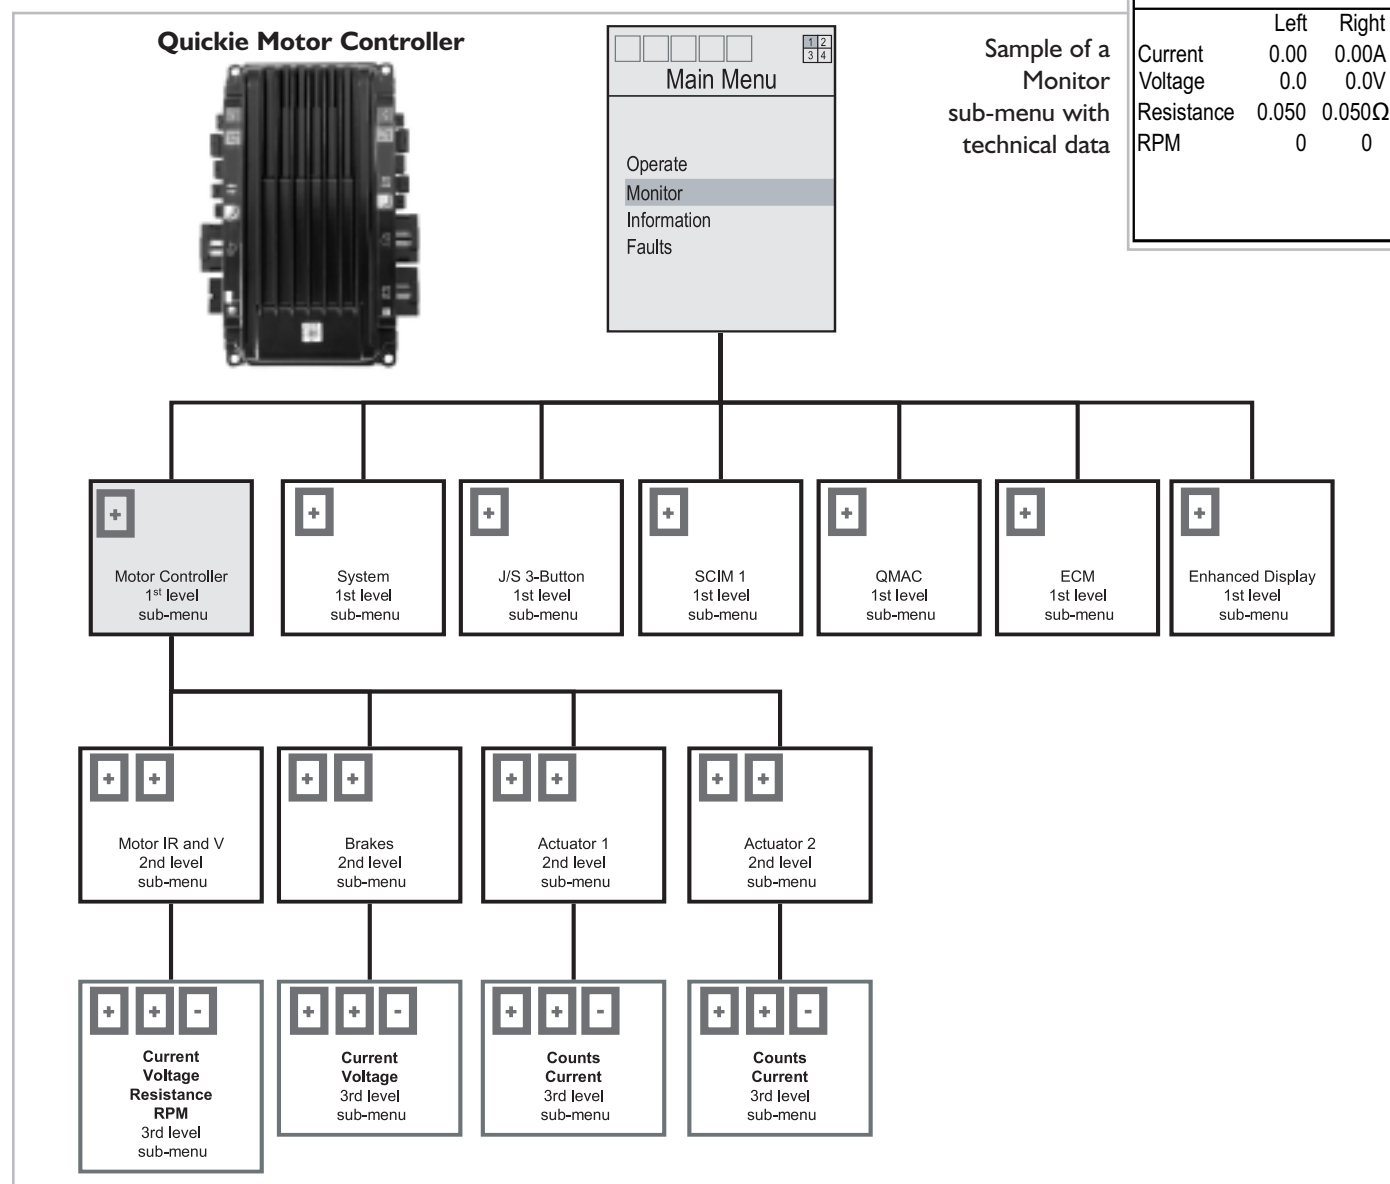 Quickie Motor Controller
1 2
3 4
Main Menu
Operate
Monitor
Information
Faults
Sample of a
Monitor
sub-menu with
technical data
Left Right
Current 0.00 0.00A
Voltage 0.0 0.0V
Resistance 0.050 0.050Ω
RPM 0 0
+
Motor Controller
1st level
sub-menu
+
System
1st level
sub-menu
+
J/S 3-Button
1st level
sub-menu
+
SCIM 1
1st level
sub-menu
+
QMAC
1st level
sub-menu
+
ECM
1st level
sub-menu
+
Enhanced Display
1st level
sub-menu
+ +
Motor IR and V
2nd level
sub-menu
+ +
Brakes
2nd level
sub-menu
+ +
Actuator 1
2nd level
sub-menu
+ +
Actuator 2
2nd level
sub-menu
+ + -
Current
Voltage
Resistance
RPM
3rd level
sub-menu
+ + -
Current
Voltage
3rd level
sub-menu
+ + -
Counts
Current
3rd level
sub-menu
+ + -
Counts
Current
3rd level
sub-menu